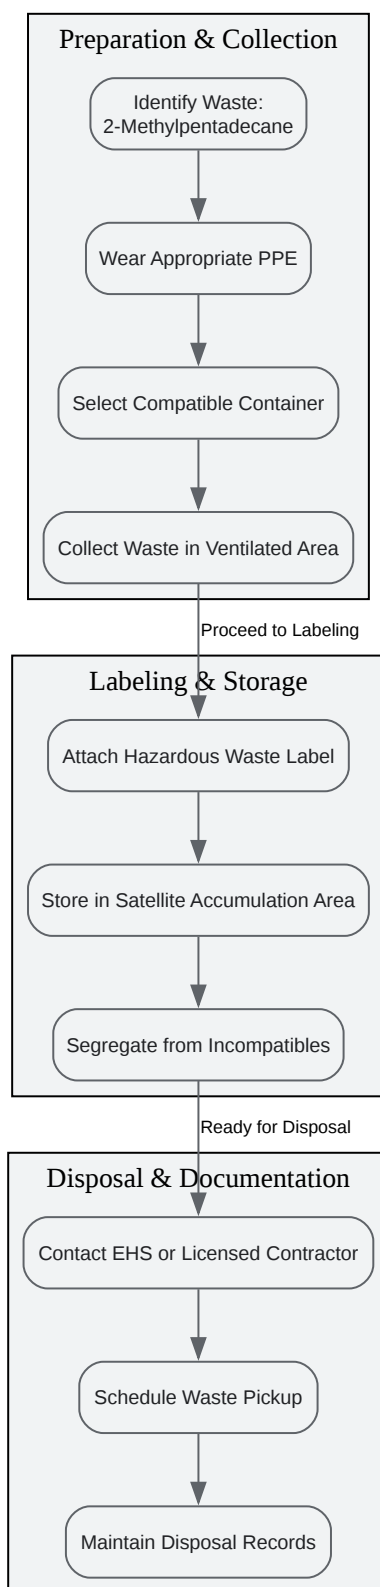 Preparation & Collection
Identify Waste:
2-Methylpentadecane
Wear Appropriate PPE
Select Compatible Container
Collect Waste in Ventilated Area
Proceed to Labeling
Labeling & Storage
Attach Hazardous Waste Label
Store in Satellite Accumulation Area
Segregate from Incompatibles
Ready for Disposal
Disposal & Documentation
Contact EHS or Licensed Contractor
Schedule Waste Pickup
Maintain Disposal Records